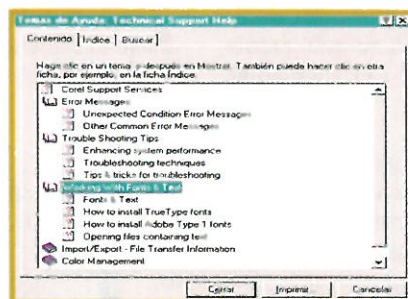 Temas de Ayuda: Technical Support Help
Contenido Indice Buscar
Haga clic en un tema y después en Mostrar. También puede hacer clic en otra
ficha, por ejemplo, en la ficha Índice.
Corel Support Services
Error Messages
Unexpected Condition Error Messages
Other Common Error Messages
Trouble Shooting Tips
Enhancing system performance
Troubleshooting techniques
Tips & tricks for troubleshooting
Working with Fonts & Text
Fonts & Text
How to install TrueType fonts
How to install Adobe Type 1 fonts
Opening files containing text
Import/Export - File Transfer Information
Color Management
Cerrar Imprimir... Cancelar